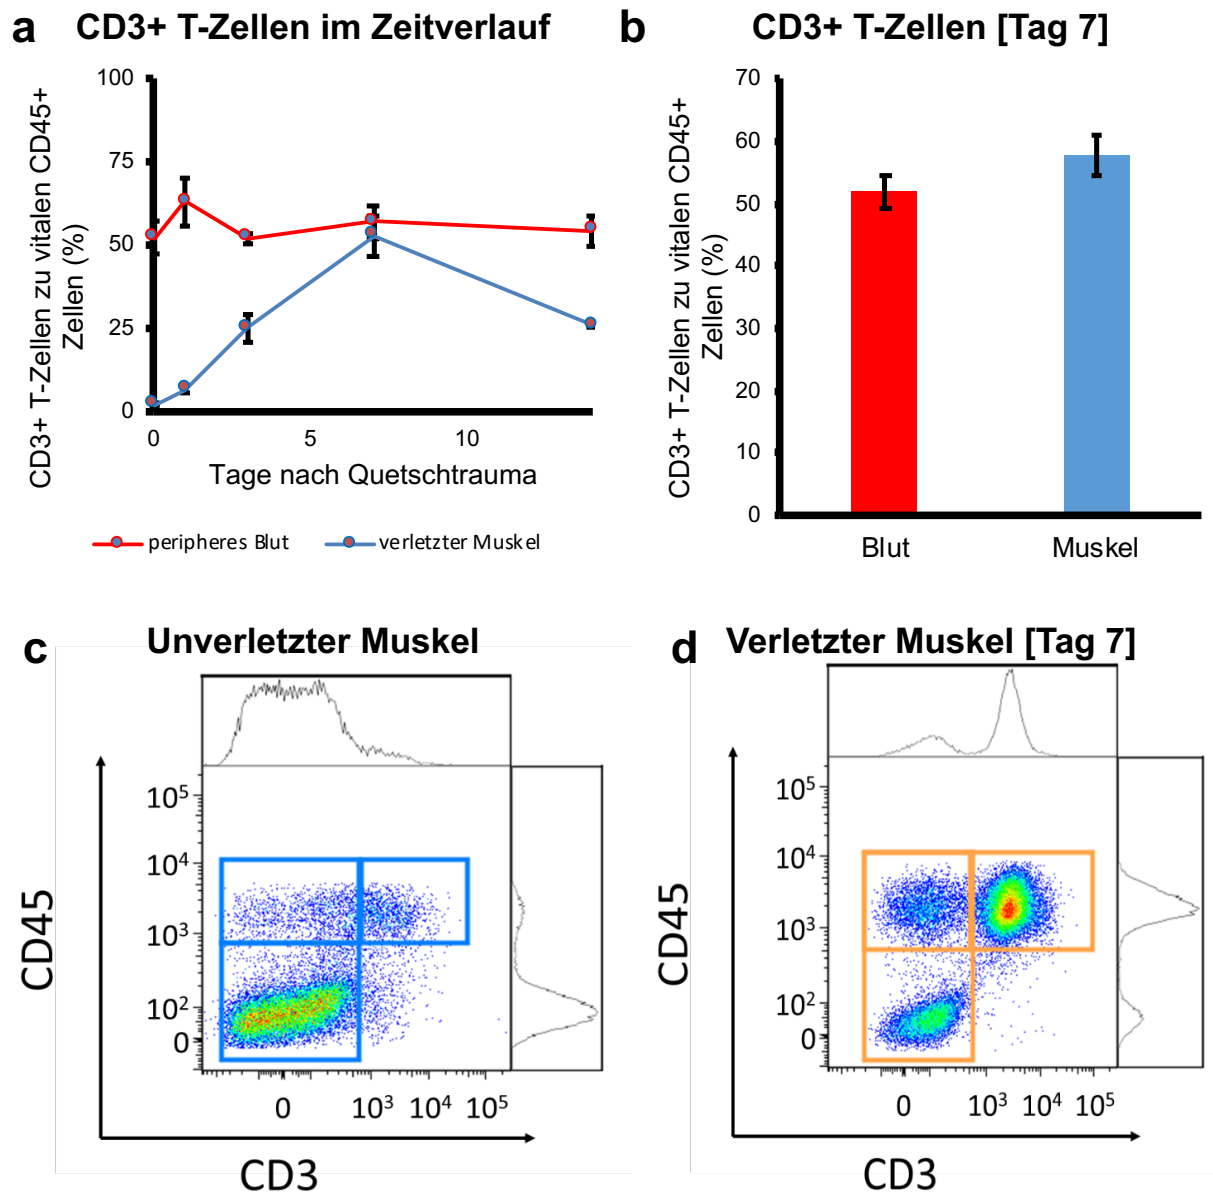 a CD3+ T-Zellen im Zeitverlauf
CD3+ T-Zellen zu vitalen CD45+
Zellen (%)
100
75
50
25
0
0 5 10
Tage nach Quetschtrauma
peripheres Blut verletzter Muskel
b CD3+ T-Zellen [Tag 7]
CD3+ T-Zellen zu vitalen CD45+
Zellen (%)
70
60
50
40
30
20
10
0
Blut Muskel
c Unverletzter Muskel
CD45
10⁵
10⁴
10³
10²
0
0 10³ 10⁴ 10⁵
CD3
d Verletzter Muskel [Tag 7]
CD45
10⁵
10⁴
10³
10²
0
0 10³ 10⁴ 10⁵
CD3